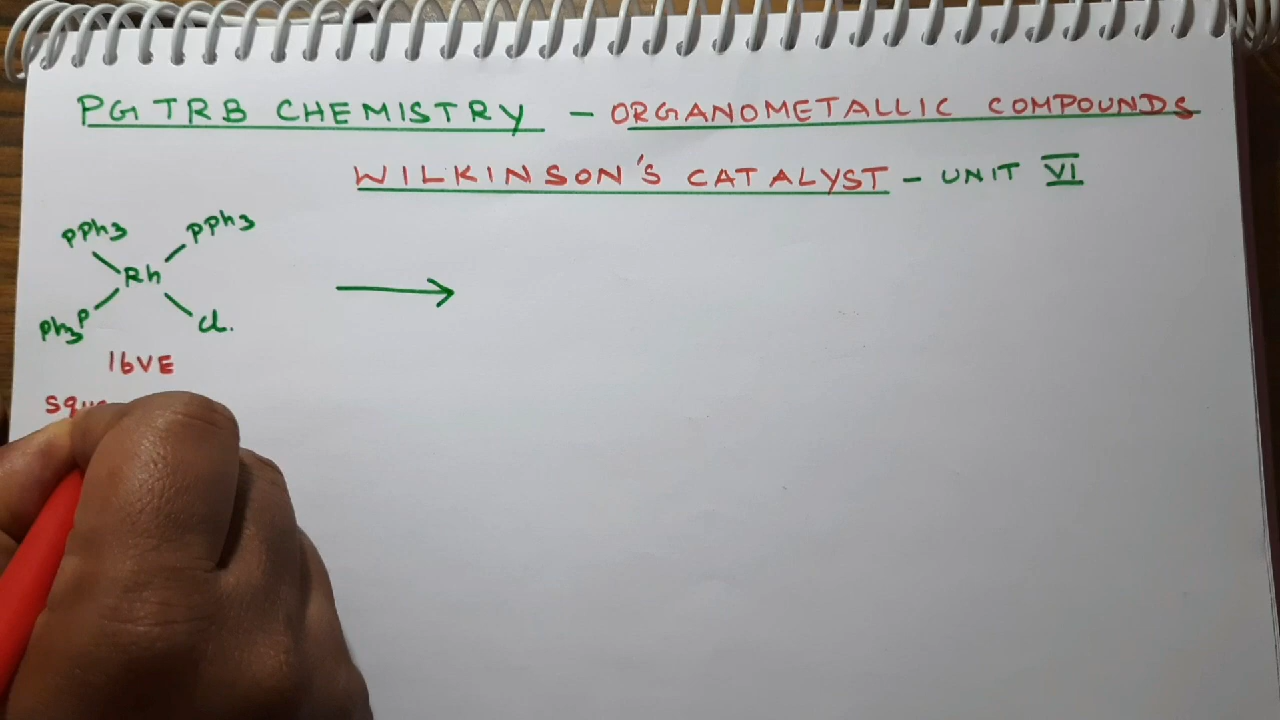 PG TRB CHEMISTRY - ORGANOMETALLIC COMPOUNDS
WILKINSON'S CATALYST - UNIT VI
PPh3 PPh3
Rh
Ph3P Cl.
16VE